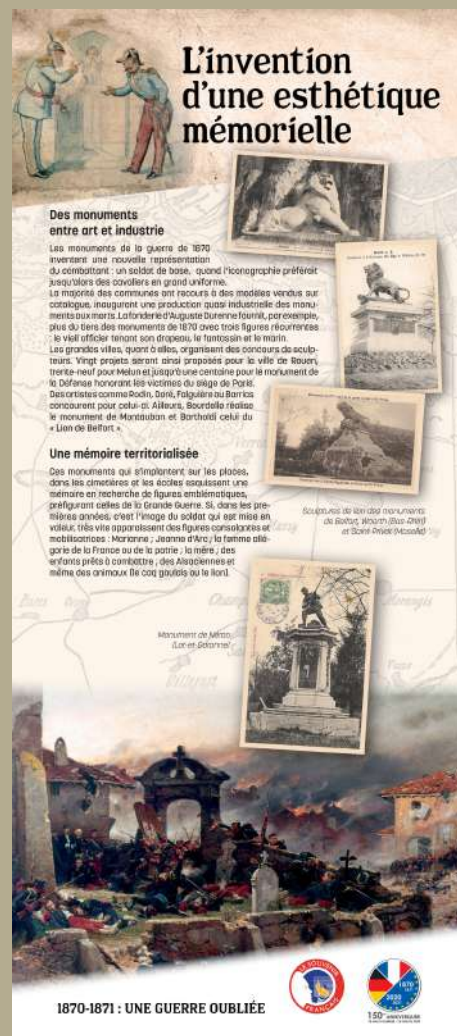 L'invention
d'une esthétique
mémorielle
Des monuments
entre art et industrie
Les monuments de la guerre de 1870
inventent une nouvelle représentation
du combattant : un soldat de base, quand l'iconographie préférait
jusqu'alors des cavaliers en grand uniforme.
La majorité des communes ont recours à des modèles vendus sur
catalogue, inaugurant une production quasi industrielle des monu-
ments aux morts. La fonderie d'Auguste Durenne fournit, par exemple,
plus du tiers des monuments de 1870 avec trois figures récurrentes
: le vieil officier tenant son drapeau, le fantassin et le marin.
Les grandes villes, quant à elles, organisent des concours de sculp-
teurs. Vingt projets seront ainsi proposés pour la ville de Rouen,
trente-neuf pour Melun et jusqu'à une centaine pour le monument de
la Défense honorant les victimes du siège de Paris.
Des artistes comme Rodin, Doré, Falguière ou Barrias
concourent pour celui-ci. Ailleurs, Bourdelle réalise
le monument de Montauban et Bartholdi celui du
« Lion de Belfort ».
Une mémoire territorialisée
Ces monuments qui s'implantent sur les places,
dans les cimetières et les écoles esquissent une
mémoire en recherche de figures emblématiques,
préfigurant celles de la Grande Guerre. Si, dans les pre-
mières années, c'est l'image du soldat qui est mise en
valeur, très vite apparaissent des figures consolantes et
mobilisatrices : Marianne ; Jeanne d'Arc ; la femme allé-
gorie de la France ou de la patrie ; la mère ; des
enfants prêts à combattre ; des Alsaciennes et
même des animaux (le coq gaulois ou le lion).
Sculptures de lion des monuments
de Belfort, Woerth (Bas-Rhin)
et Saint-Privat (Moselle)
Monument de Nérac
(Lot-et-Garonne)
1870-1871 : UNE GUERRE OUBLIÉE
LE SOUVENIR
FRANÇAIS
1870
2020
150e ANNIVERSAIRE